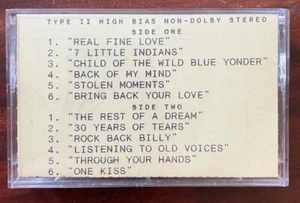 TYPE II HIGH BIAS NON-DOLBY STEREO
SIDE ONE
1. "REAL FINE LOVE"
2. "7 LITTLE INDIANS"
3. "CHILD OF THE WILD BLUE YONDER"
4. "BACK OF MY MIND"
5. "STOLEN MOMENTS"
6. "BRING BACK YOUR LOVE"
SIDE TWO
1. "THE REST OF A DREAM"
2. "30 YEARS OF TEARS"
3. "ROCK BACK BILLY"
4. "LISTENING TO OLD VOICES"
5. "THROUGH YOUR HANDS"
6. "ONE KISS"